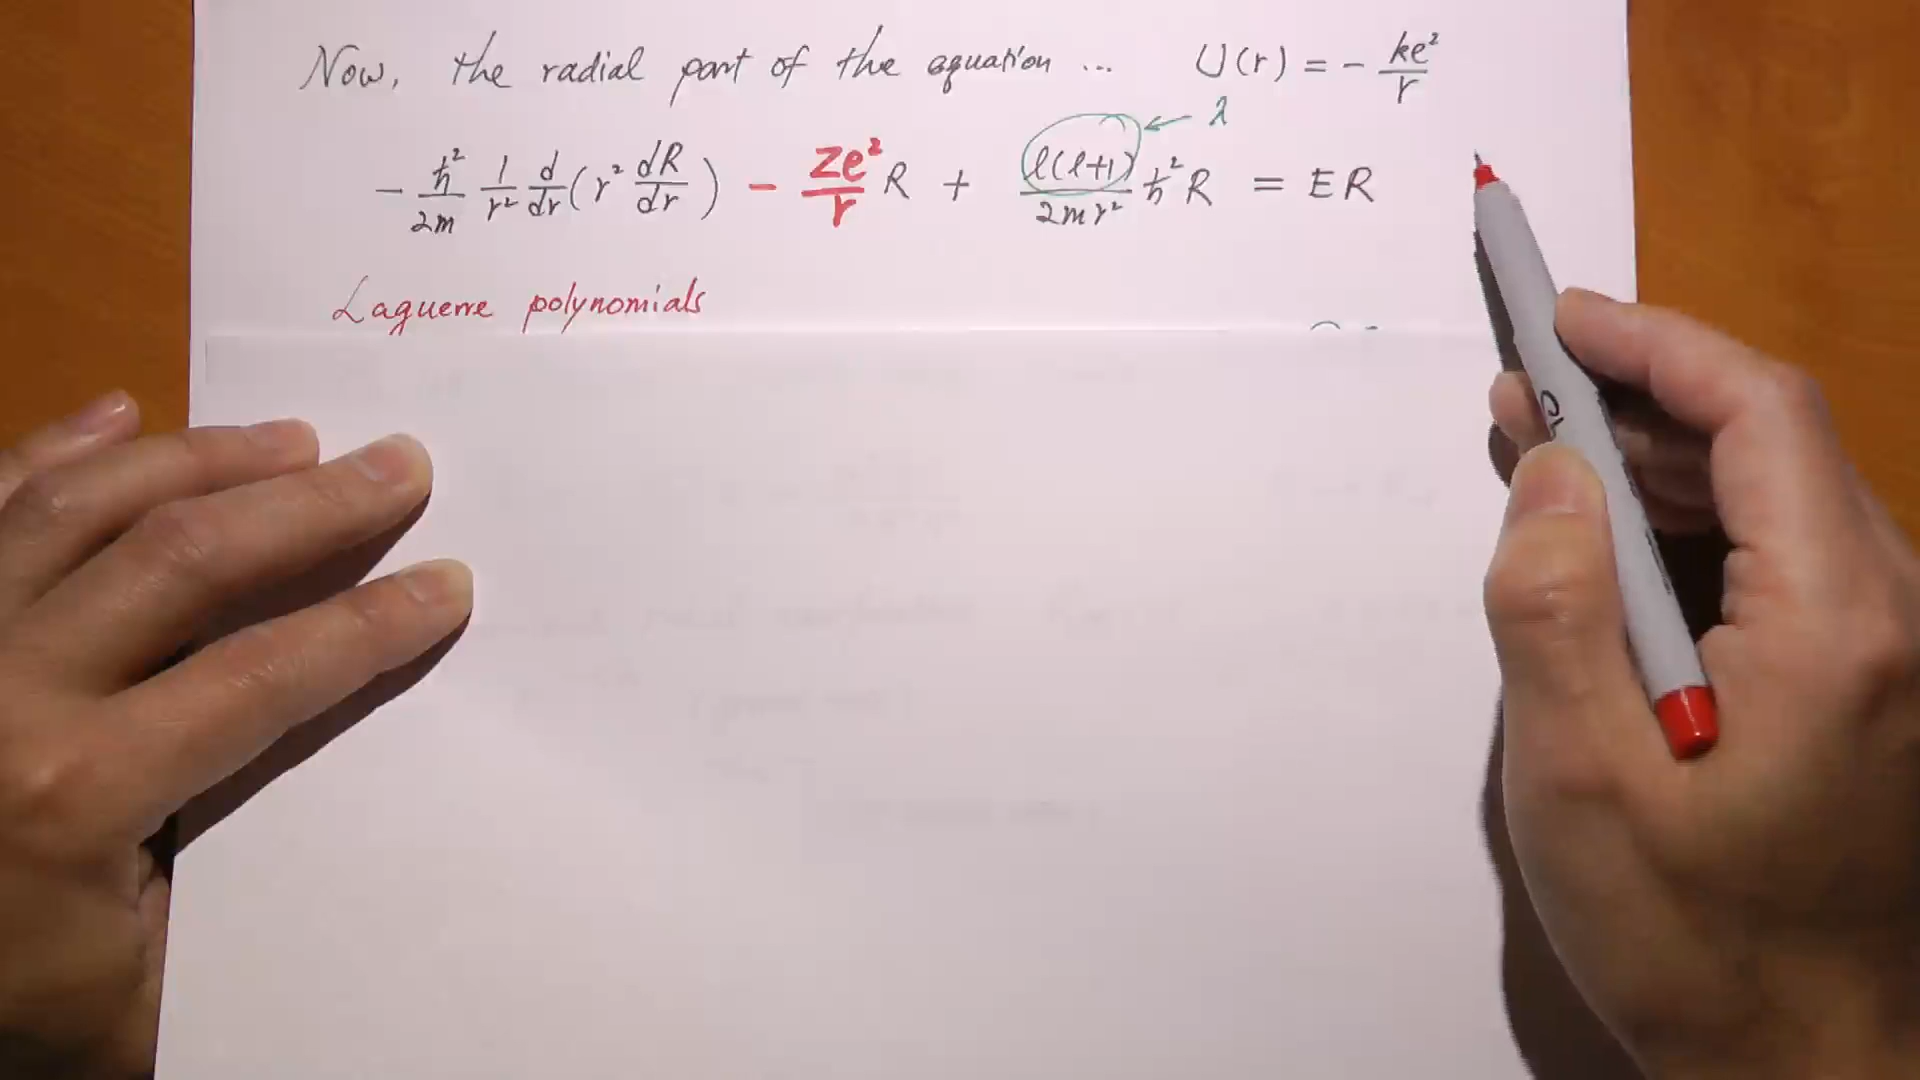 Now, the radial part of the equation ... U(r) = - ke²/r
- ħ²/2m 1/r² d/dr (r² dR/dr) - Ze²/r R + l(l+1)/2mr² ħ² R = ER ← λ
Laguerre polynomials